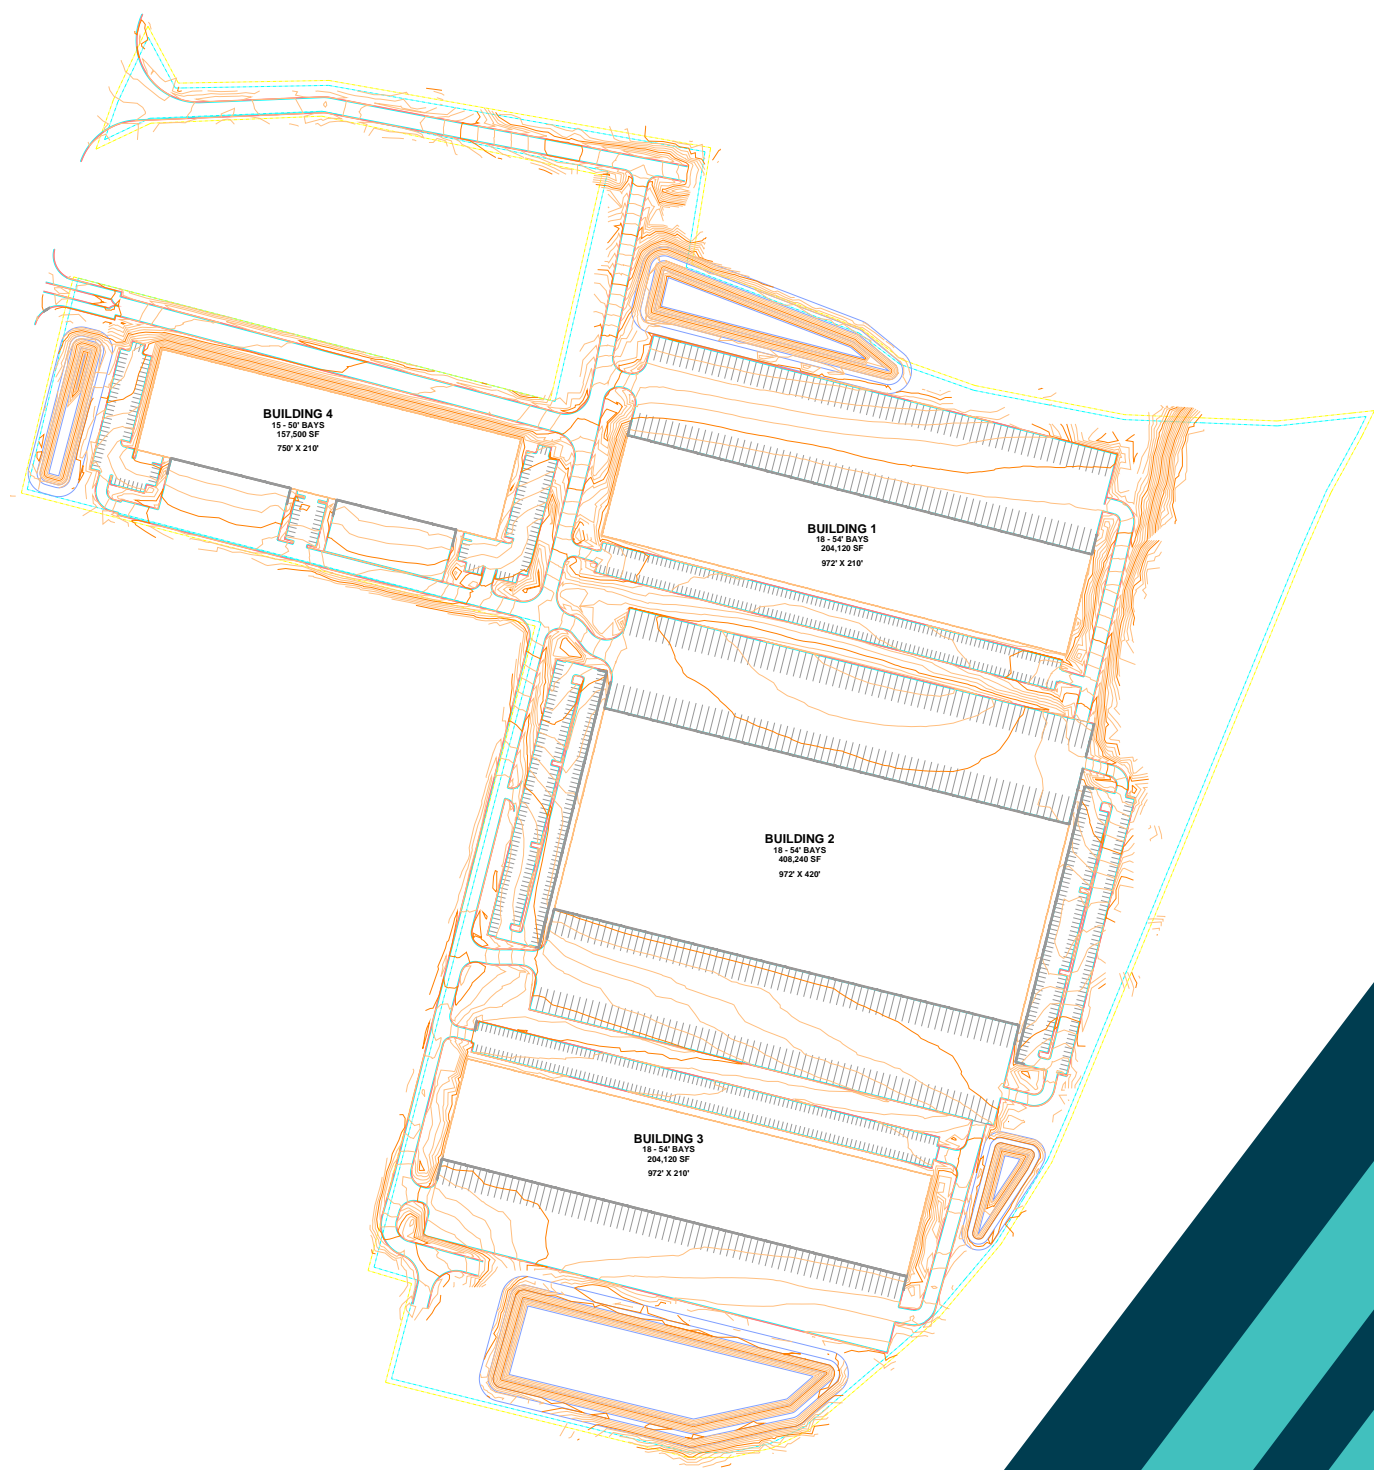 BUILDING 4
15 - 50' BAYS
157,500 SF
750' X 210'
BUILDING 1
18 - 54' BAYS
204,120 SF
972' X 210'
BUILDING 2
18 - 54' BAYS
408,240 SF
972' X 420'
BUILDING 3
18 - 54' BAYS
204,120 SF
972' X 210'